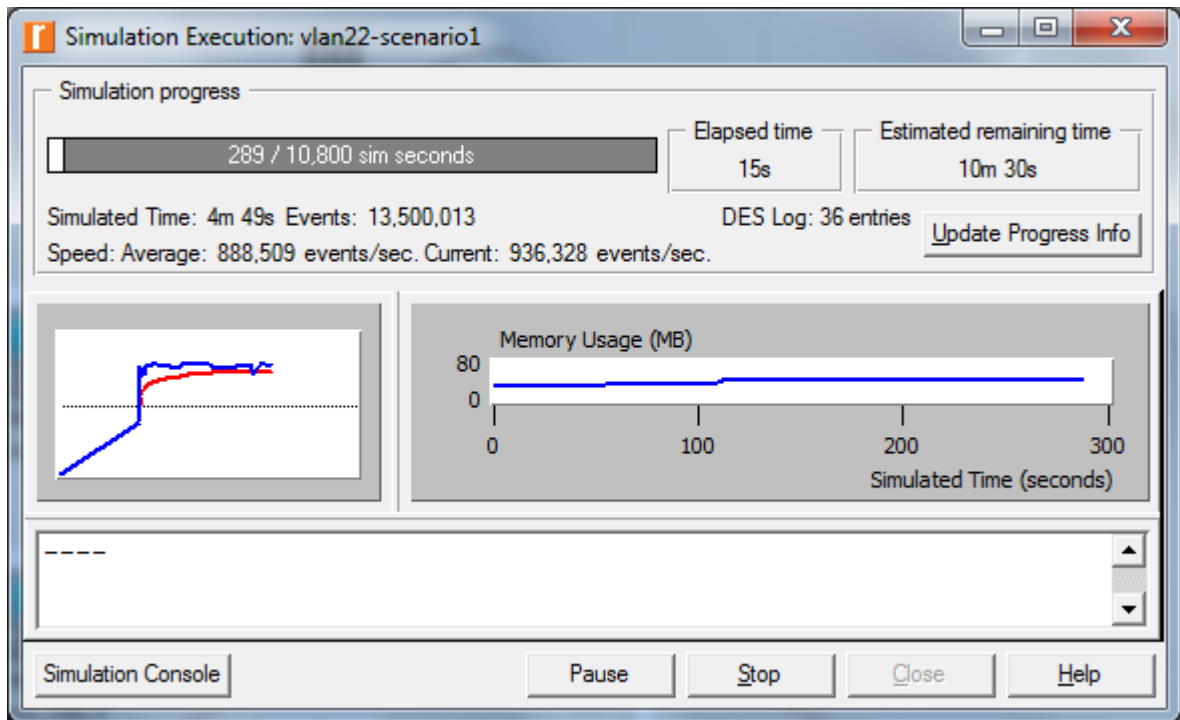 Simulation Execution: vlan22-scenario1
Simulation progress
289 / 10,800 sim seconds
Elapsed time
15s
Estimated remaining time
10m 30s
Simulated Time: 4m 49s Events: 13,500,013
DES Log: 36 entries
Update Progress Info
Speed: Average: 888,509 events/sec. Current: 936,328 events/sec.
Memory Usage (MB)
80
0
0 100 200 300
Simulated Time (seconds)
----
Simulation Console
Pause
Stop
Close
Help